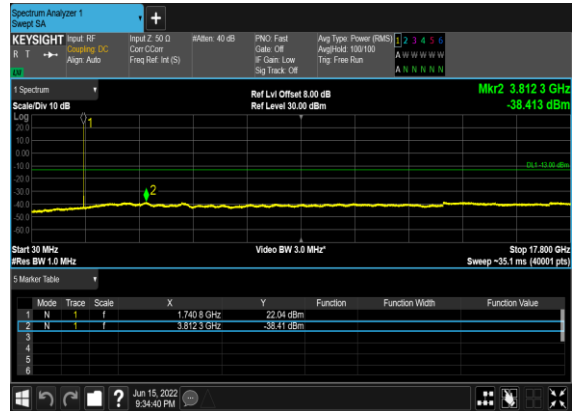 Spectrum Analyzer 1
Swept SA
+
KEYSIGHT Input: RF Input Z: 50 Ω #Atten: 40 dB PNO: Fast Avg Type: Power (RMS) 1 2 3 4 5 6
R T Coupling: DC Corr CCorr Gate: Off Avg|Hold: 100/100 A W W W W W
Align: Auto Freq Ref: Int (S) IF Gain: Low Trig: Free Run
LXI Sig Track: Off A N N N N N
1 Spectrum Ref Lvl Offset 8.00 dB Mkr2 3.812 3 GHz
Scale/Div 10 dB Ref Level 30.00 dBm -38.413 dBm
Log
20.0 1
10.0
0.00
-10.0 DL1 -13.00 dBm
-20.0
-30.0 2
-40.0
-50.0
-60.0
Start 30 MHz Video BW 3.0 MHz* Stop 17.800 GHz
#Res BW 1.0 MHz Sweep ~35.1 ms (40001 pts)
5 Marker Table
Mode Trace Scale X Y Function Function Width Function Value
1 N 1 f 1.740 8 GHz 22.04 dBm
2 N 1 f 3.812 3 GHz -38.41 dBm
3
4
5
6
? Jun 15, 2022
9:34:40 PM